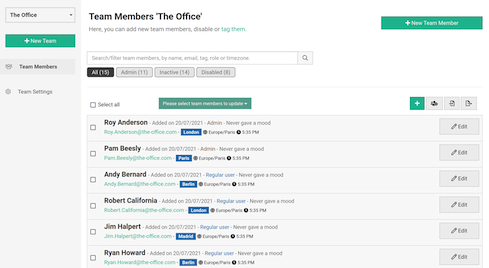 The Office
+ New Team
Team Members
Team Settings
Team Members 'The Office'
Here, you can add new team members, disable or tag them.
+ New Team Member
Search/filter team members, by name, email, tag, role or timezone.
All (15)
Admin (11)
Inactive (14)
Disabled (8)
Select all
Please select team members to update
Roy Anderson - Added on 20/07/2021 - Admin - Never gave a mood
Roy.Anderson@the-office.com - London Europe/Paris 5:35 PM
Edit
Pam Beesly - Added on 20/07/2021 - Admin - Never gave a mood
Pam.Beesly@the-office.com - Paris Europe/Paris 5:35 PM
Edit
Andy Bernard - Added on 20/07/2021 - Regular user - Never gave a mood
Andy.Bernard@the-office.com - Berlin Europe/Paris 5:35 PM
Edit
Robert California - Added on 20/07/2021 - Regular user - Never gave a mood
Robert.California@the-office.com - London Europe/Paris 5:35 PM
Edit
Jim Halpert - Added on 20/07/2021 - Regular user - Never gave a mood
Jim.Halpert@the-office.com - Madrid Europe/Paris 5:35 PM
Edit
Ryan Howard - Added on 20/07/2021 - Regular user - Never gave a mood
Ryan.Howard@the-office.com - Berlin Europe/Paris 5:35 PM
Edit